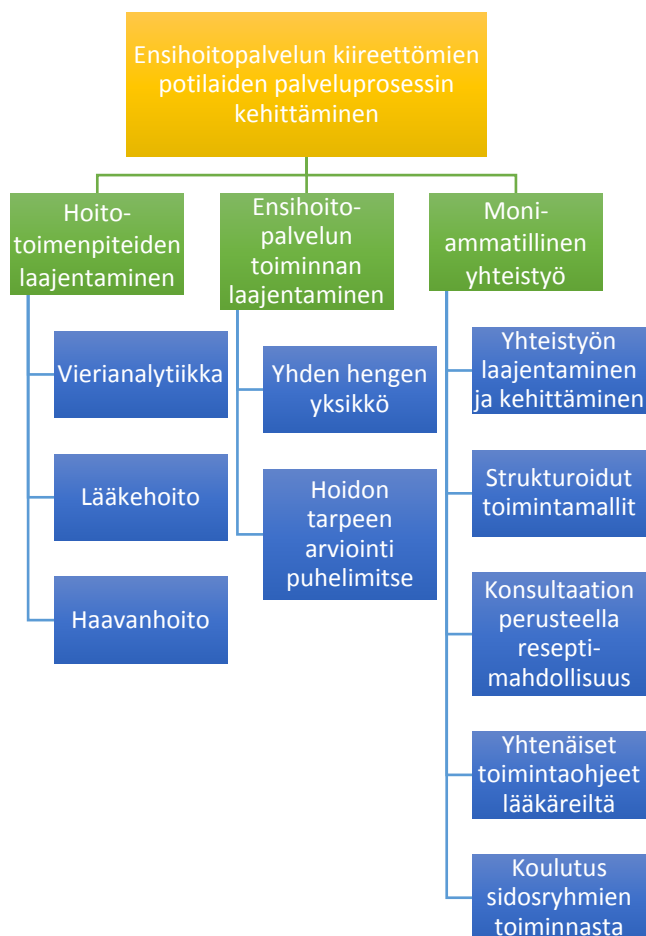 Ensihoitopalvelun kiireettömien
potilaiden palveluprosessin
kehittäminen
Hoito-
toimenpiteiden
laajentaminen
Vierianalytiikka
Lääkehoito
Haavanhoito
Ensihoito-
palvelun
toiminnan
laajentaminen
Yhden hengen
yksikkö
Hoidon
tarpeen
arviointi
puhelimitse
Moni-
ammatillinen
yhteistyö
Yhteistyön
laajentaminen
ja kehittäminen
Strukturoidut
toimintamallit
Konsultaation
perusteella
resepti-
mahdollisuus
Yhtenäiset
toimintaohjeet
lääkäreiltä
Koulutus
sidosryhmien
toiminnasta